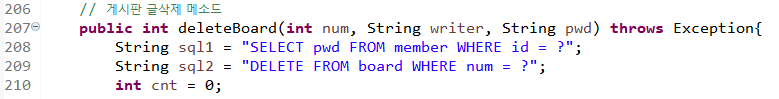 206 // 게시판 글삭제 메소드
207 public int deleteBoard(int num, String writer, String pwd) throws Exception{
208 String sql1 = "SELECT pwd FROM member WHERE id = ?";
209 String sql2 = "DELETE FROM board WHERE num = ?";
210 int cnt = 0;